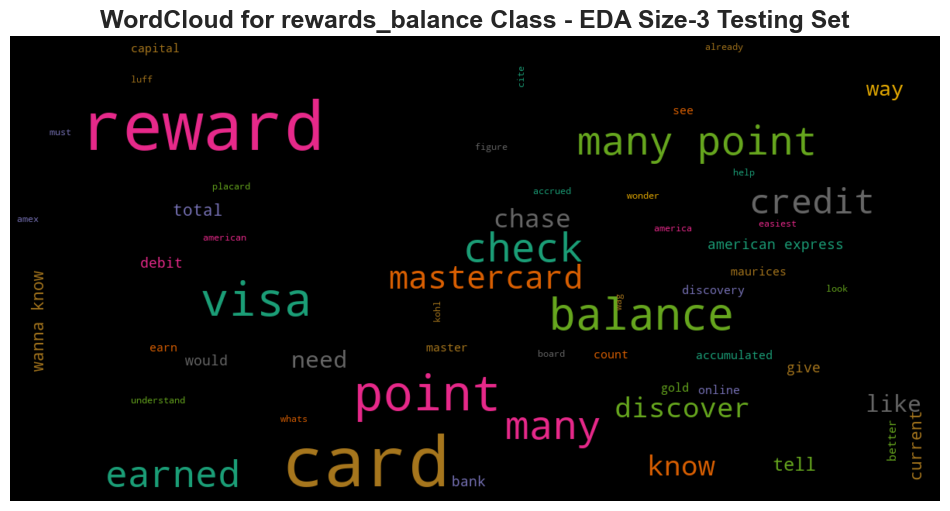 WordCloud for rewards_balance Class - EDA Size-3 Testing Set
capital
already
luff
cite
way
see
reward
must
many point
figure
help
placard
accrued
wonder
credit
total
chase
amex
american
america
easiest
check
american express
debit
mastercard
maurices
wanna know
visa
discovery
look
wag
kohl
balance
earn
would
need
master
board
count
accumulated
give
point
gold
online
understand
discover
like
whats
many
better
current
card
earned
know
tell
bank